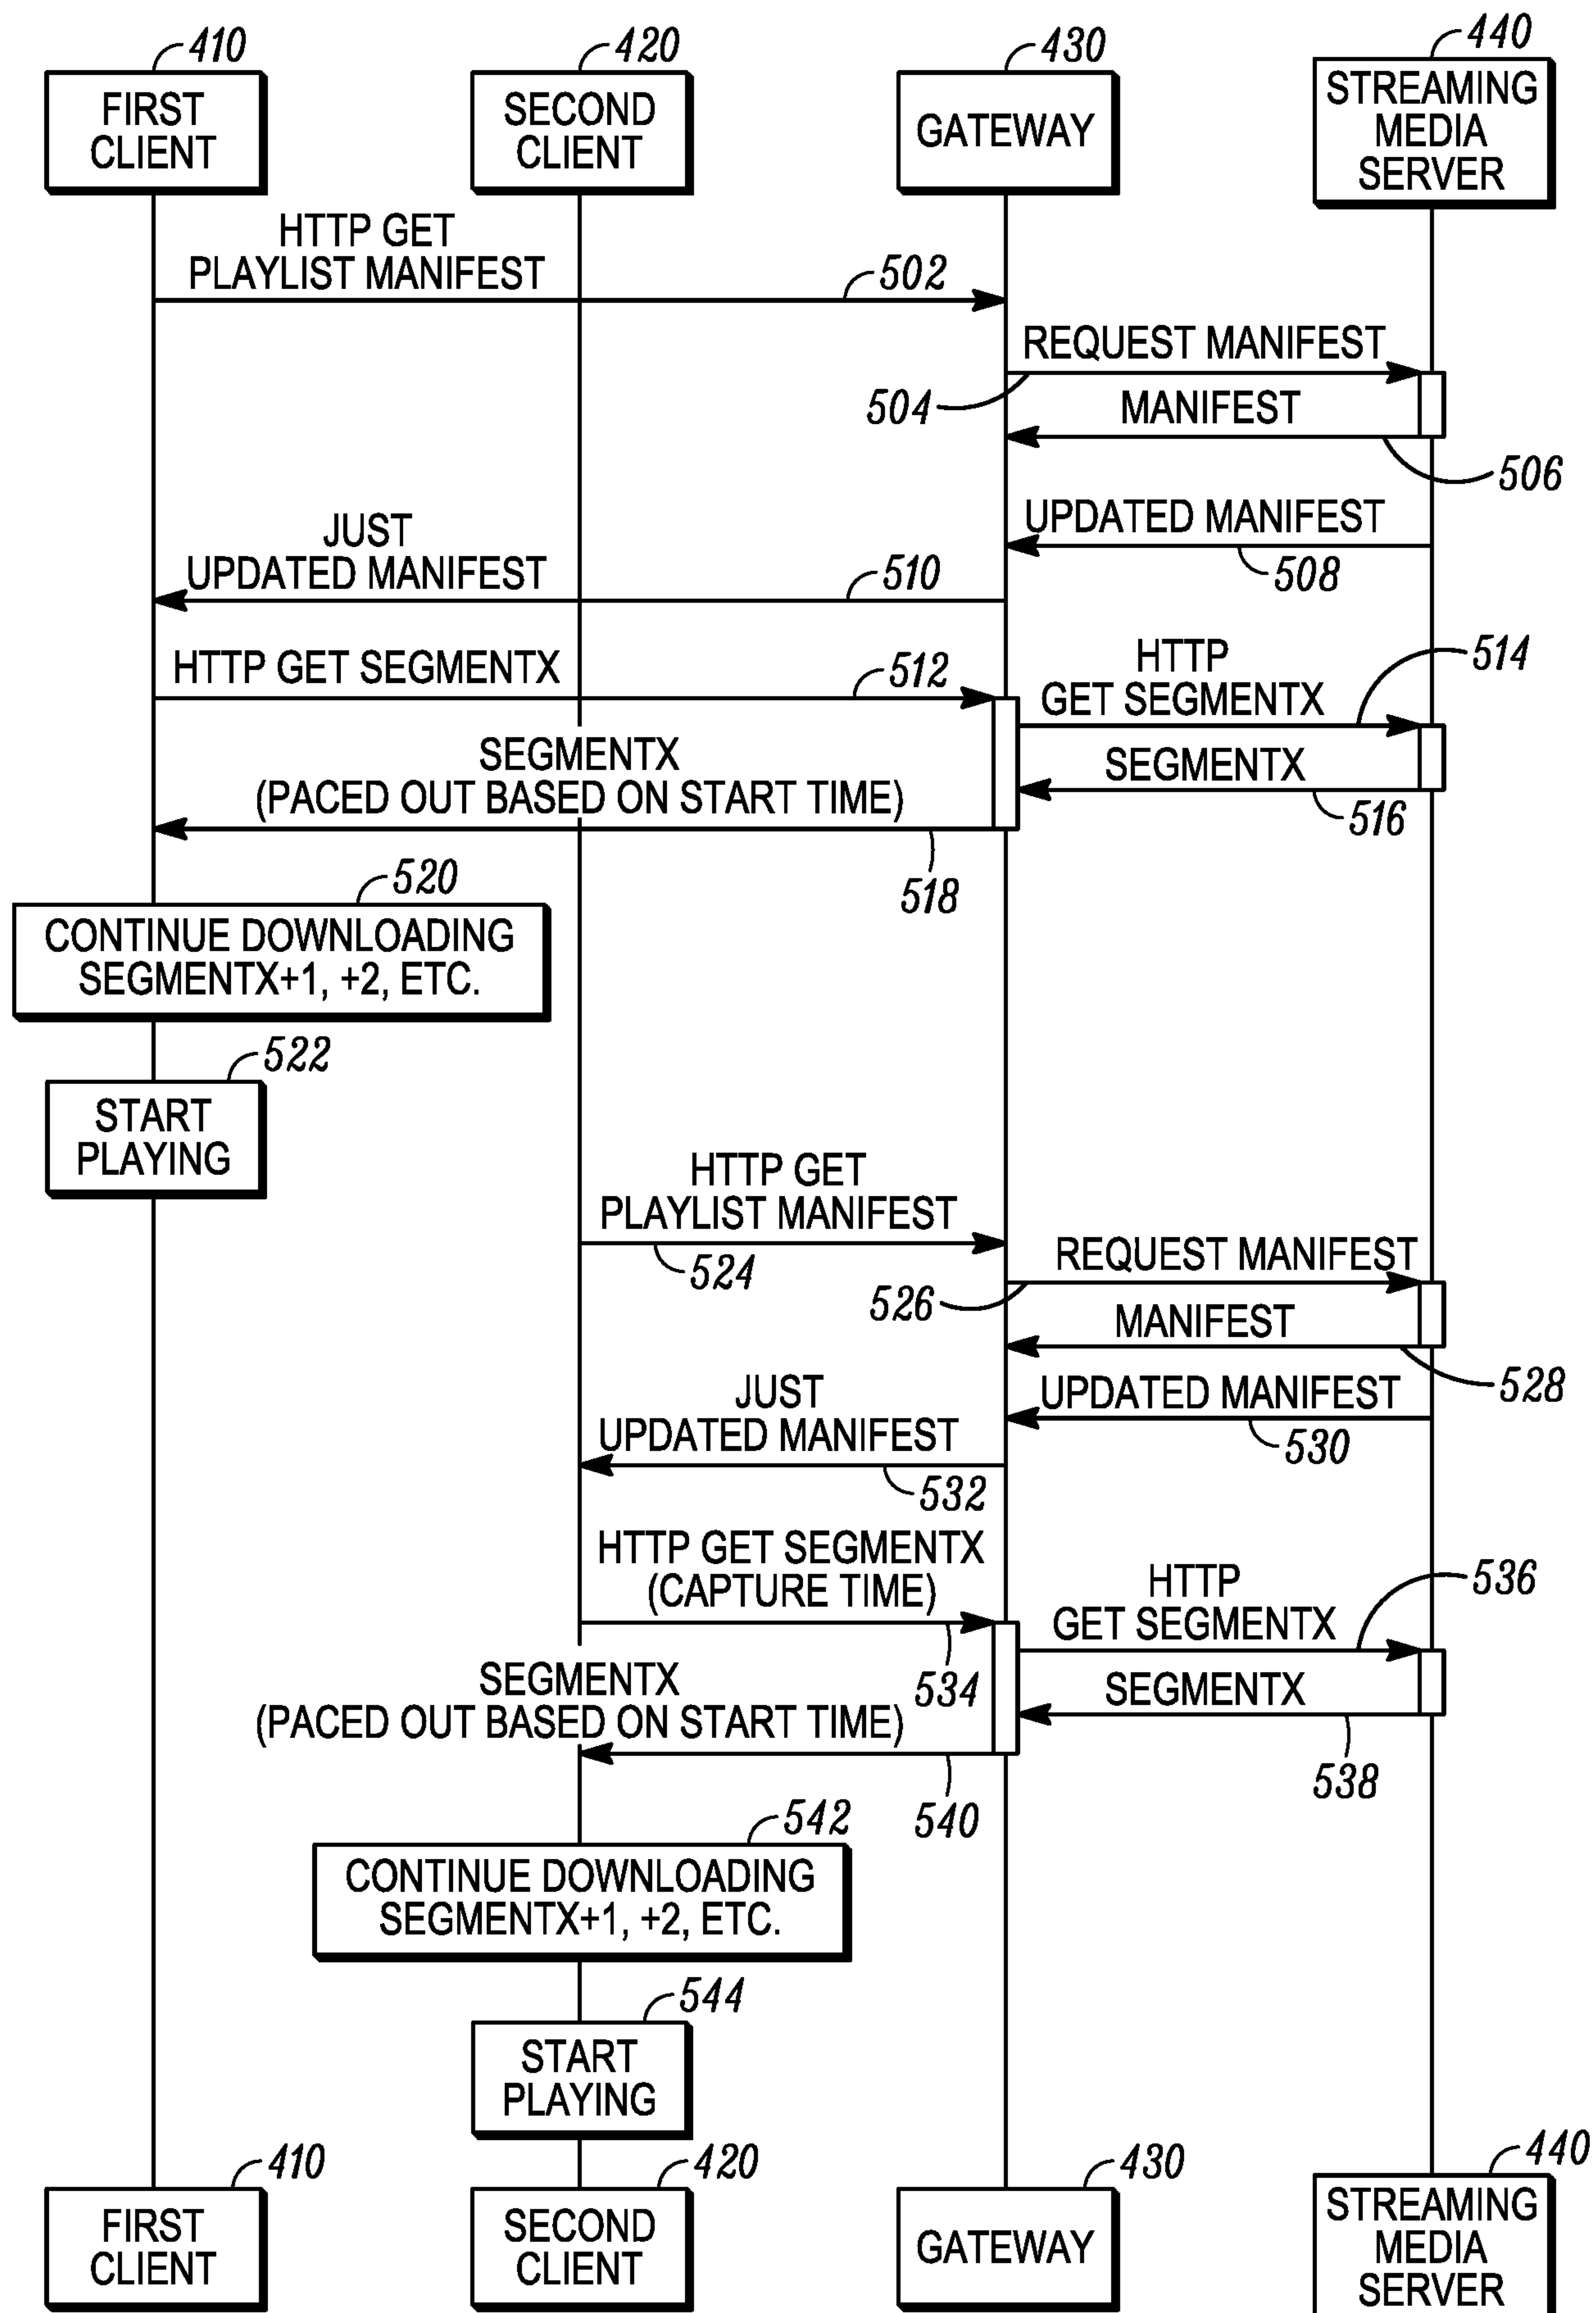 410
420
430
440
FIRST
CLIENT
SECOND
CLIENT
GATEWAY
STREAMING
MEDIA
SERVER
HTTP GET
PLAYLIST MANIFEST
502
REQUEST MANIFEST
504
MANIFEST
506
UPDATED MANIFEST
508
JUST
UPDATED MANIFEST
510
HTTP GET SEGMENTX
512
HTTP
GET SEGMENTX
514
SEGMENTX
516
SEGMENTX
(PACED OUT BASED ON START TIME)
518
520
CONTINUE DOWNLOADING
SEGMENTX+1, +2, ETC.
522
START
PLAYING
HTTP GET
PLAYLIST MANIFEST
524
REQUEST MANIFEST
526
MANIFEST
528
UPDATED MANIFEST
530
JUST
UPDATED MANIFEST
532
HTTP GET SEGMENTX
(CAPTURE TIME)
534
HTTP
GET SEGMENTX
536
SEGMENTX
538
SEGMENTX
(PACED OUT BASED ON START TIME)
540
542
CONTINUE DOWNLOADING
SEGMENTX+1, +2, ETC.
544
START
PLAYING
410
420
430
440
FIRST
CLIENT
SECOND
CLIENT
GATEWAY
STREAMING
MEDIA
SERVER